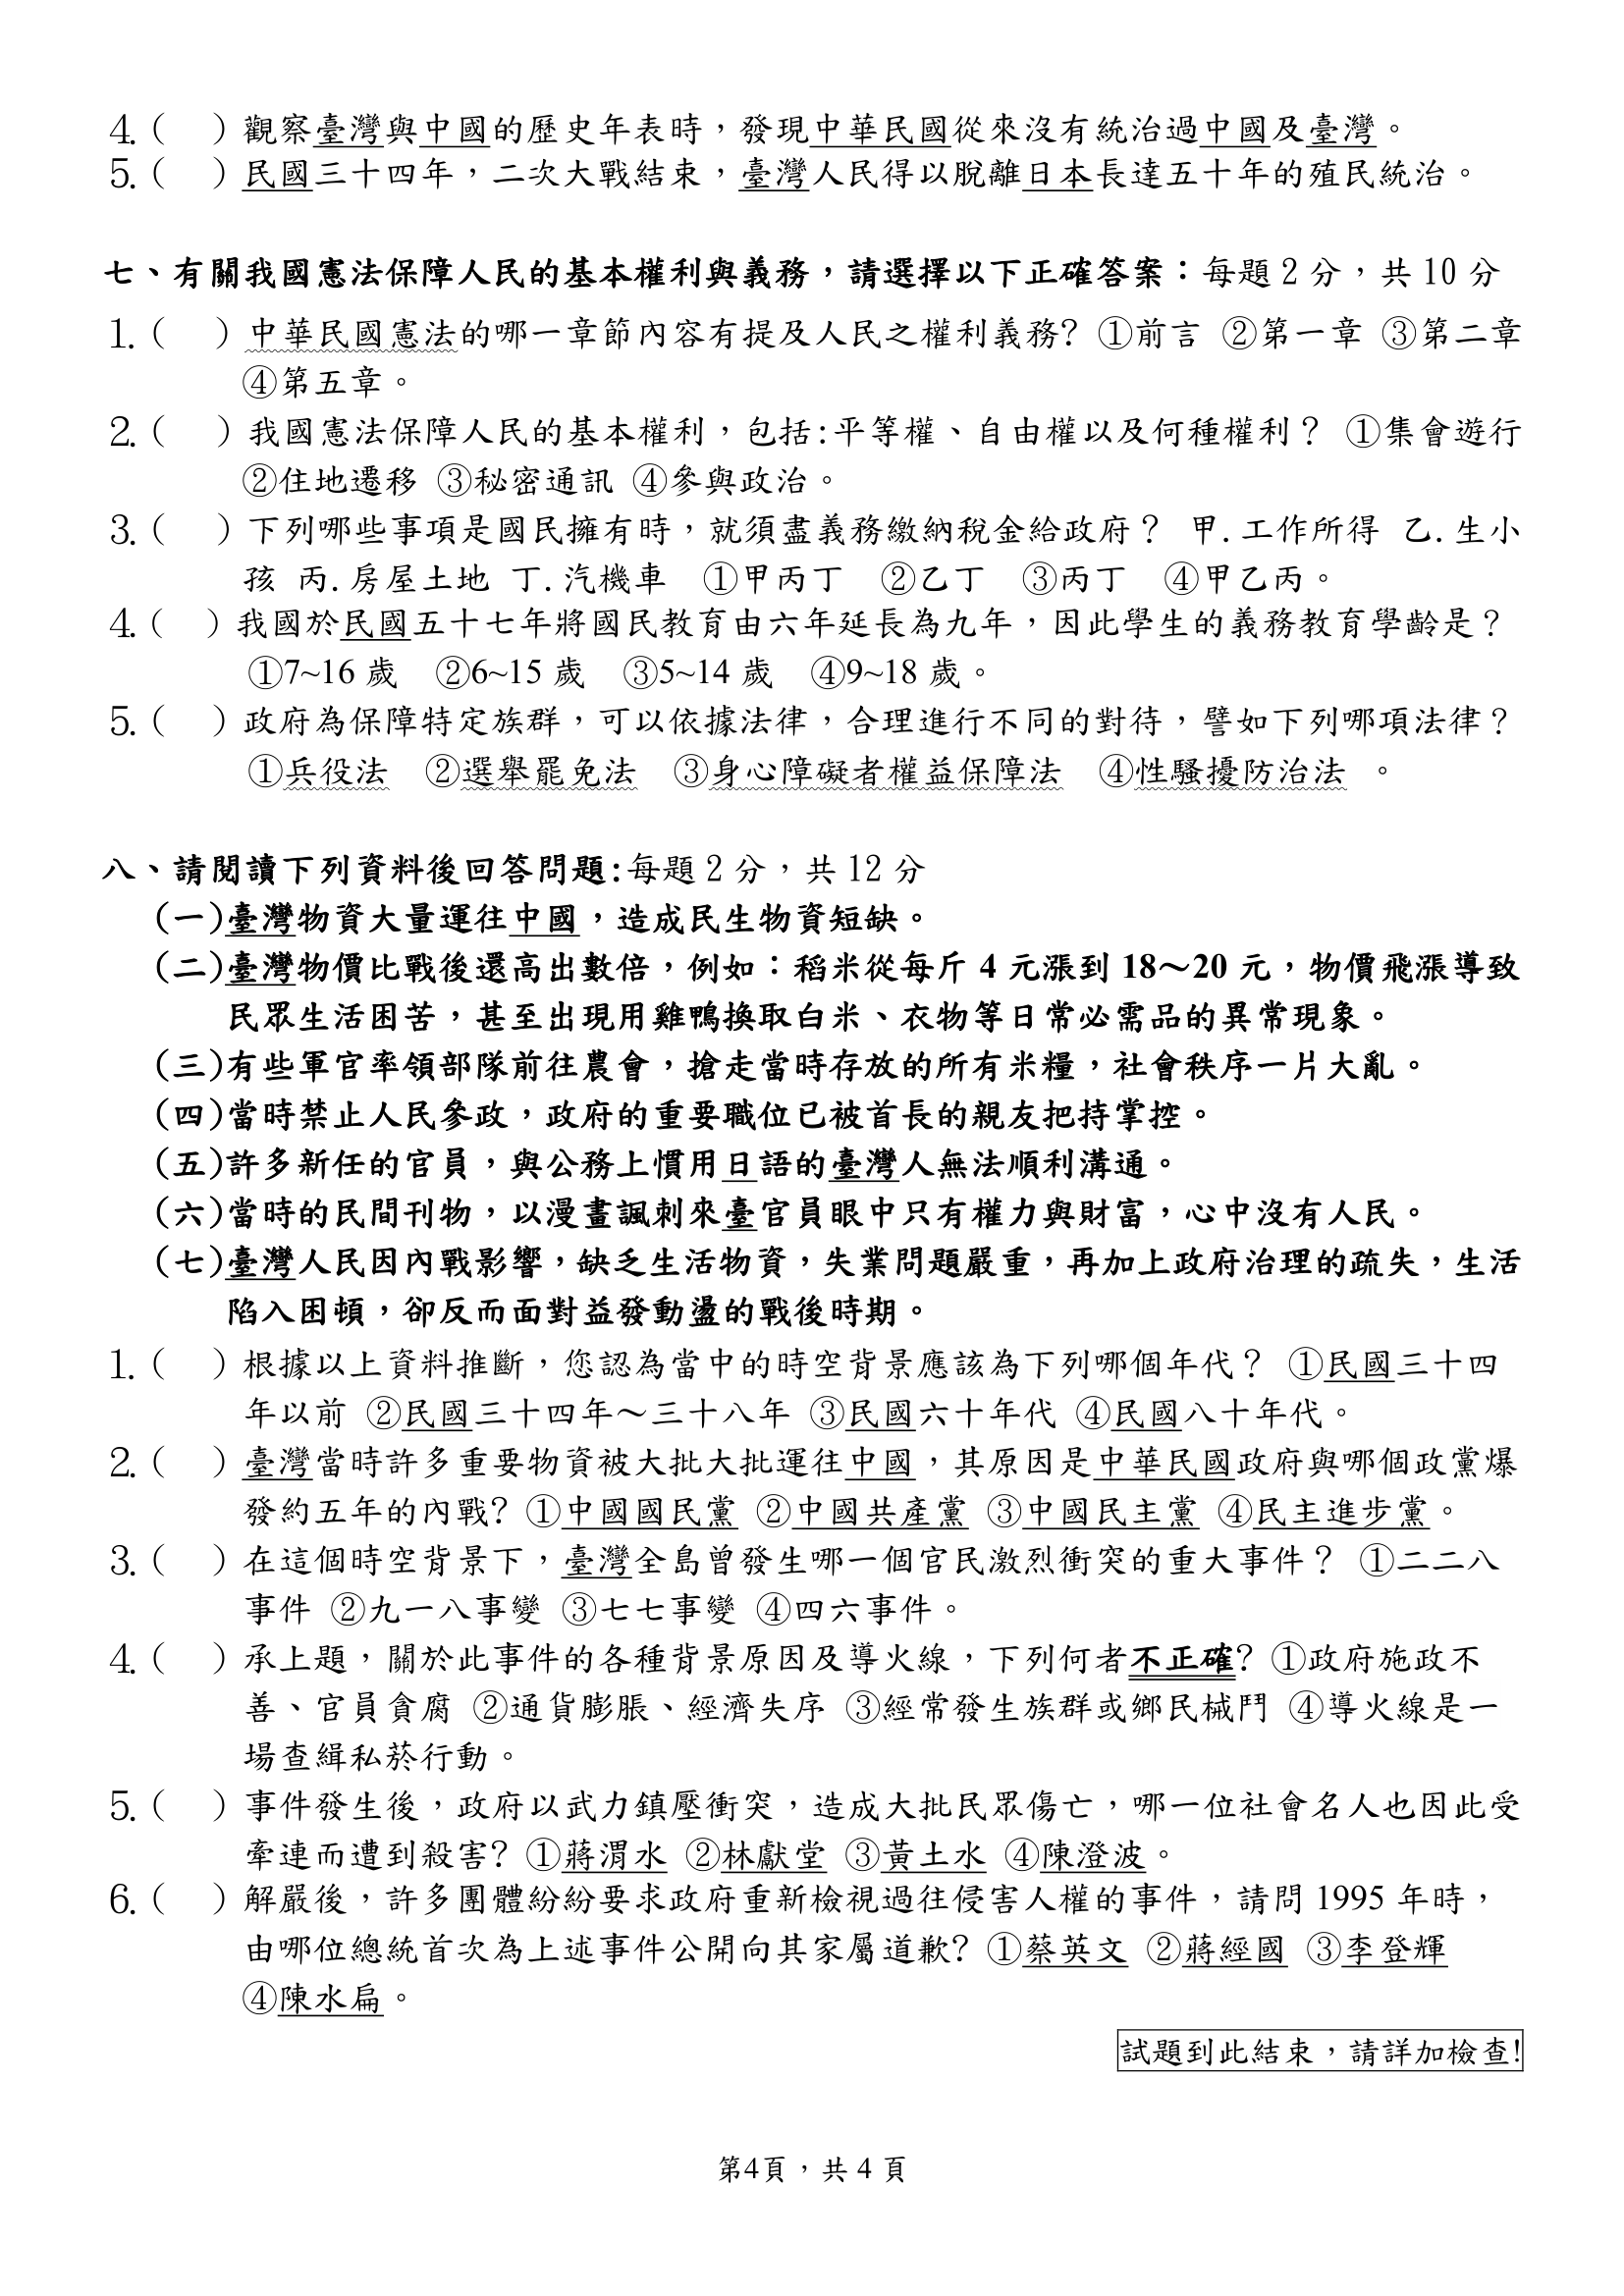 4.（　）觀察臺灣與中國的歷史年表時，發現中華民國從來沒有統治過中國及臺灣。
5.（　）民國三十四年，二次大戰結束，臺灣人民得以脫離日本長達五十年的殖民統治。
七、有關我國憲法保障人民的基本權利與義務，請選擇以下正確答案：每題 2 分，共 10 分
1.（　）中華民國憲法的哪一章節內容有提及人民之權利義務? ①前言 ②第一章 ③第二章
④第五章。
2.（　）我國憲法保障人民的基本權利，包括:平等權、自由權以及何種權利？ ①集會遊行
②住地遷移 ③秘密通訊 ④參與政治。
3.（　）下列哪些事項是國民擁有時，就須盡義務繳納稅金給政府？ 甲.工作所得 乙.生小
孩 丙.房屋土地 丁.汽機車 ①甲丙丁 ②乙丁 ③丙丁 ④甲乙丙。
4.（　）我國於民國五十七年將國民教育由六年延長為九年，因此學生的義務教育學齡是？
①7~16 歲 ②6~15 歲 ③5~14 歲 ④9~18 歲。
5.（　）政府為保障特定族群，可以依據法律，合理進行不同的對待，譬如下列哪項法律？
①兵役法 ②選舉罷免法 ③身心障礙者權益保障法 ④性騷擾防治法 。
八、請閱讀下列資料後回答問題:每題 2 分，共 12 分
(一)臺灣物資大量運往中國，造成民生物資短缺。
(二)臺灣物價比戰後還高出數倍，例如：稻米從每斤 4 元漲到 18～20 元，物價飛漲導致
民眾生活困苦，甚至出現用雞鴨換取白米、衣物等日常必需品的異常現象。
(三)有些軍官率領部隊前往農會，搶走當時存放的所有米糧，社會秩序一片大亂。
(四)當時禁止人民參政，政府的重要職位已被首長的親友把持掌控。
(五)許多新任的官員，與公務上慣用日語的臺灣人無法順利溝通。
(六)當時的民間刊物，以漫畫諷刺來臺官員眼中只有權力與財富，心中沒有人民。
(七)臺灣人民因內戰影響，缺乏生活物資，失業問題嚴重，再加上政府治理的疏失，生活
陷入困頓，卻反而面對益發動盪的戰後時期。
1.（　）根據以上資料推斷，您認為當中的時空背景應該為下列哪個年代？ ①民國三十四
年以前 ②民國三十四年～三十八年 ③民國六十年代 ④民國八十年代。
2.（　）臺灣當時許多重要物資被大批大批運往中國，其原因是中華民國政府與哪個政黨爆
發約五年的內戰? ①中國國民黨 ②中國共產黨 ③中國民主黨 ④民主進步黨。
3.（　）在這個時空背景下，臺灣全島曾發生哪一個官民激烈衝突的重大事件？ ①二二八
事件 ②九一八事變 ③七七事變 ④四六事件。
4.（　）承上題，關於此事件的各種背景原因及導火線，下列何者不正確? ①政府施政不
善、官員貪腐 ②通貨膨脹、經濟失序 ③經常發生族群或鄉民械鬥 ④導火線是一
場查緝私菸行動。
5.（　）事件發生後，政府以武力鎮壓衝突，造成大批民眾傷亡，哪一位社會名人也因此受
牽連而遭到殺害? ①蔣渭水 ②林獻堂 ③黃土水 ④陳澄波。
6.（　）解嚴後，許多團體紛紛要求政府重新檢視過往侵害人權的事件，請問 1995 年時，
由哪位總統首次為上述事件公開向其家屬道歉? ①蔡英文 ②蔣經國 ③李登輝
④陳水扁。
試題到此結束，請詳加檢查!
第4頁，共 4 頁